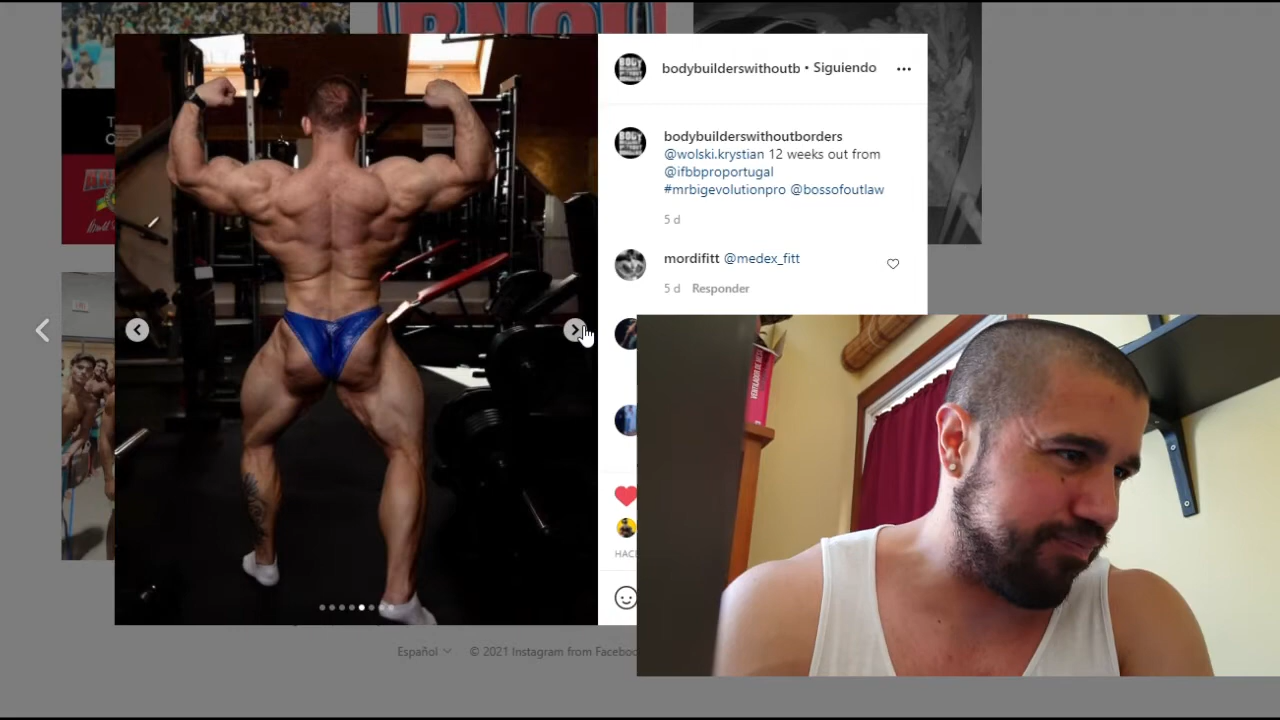 bodybuilderswithoutb • Siguiendo
bodybuilderswithoutborders
@wolski.krystian 12 weeks out from
@ifbbproportugal
#mrbigevolutionpro @bossofoutlaw
5 d
mordifitt @medex_fitt
5 d Responder
HACE
Español
© 2021 Instagram from Faceboo